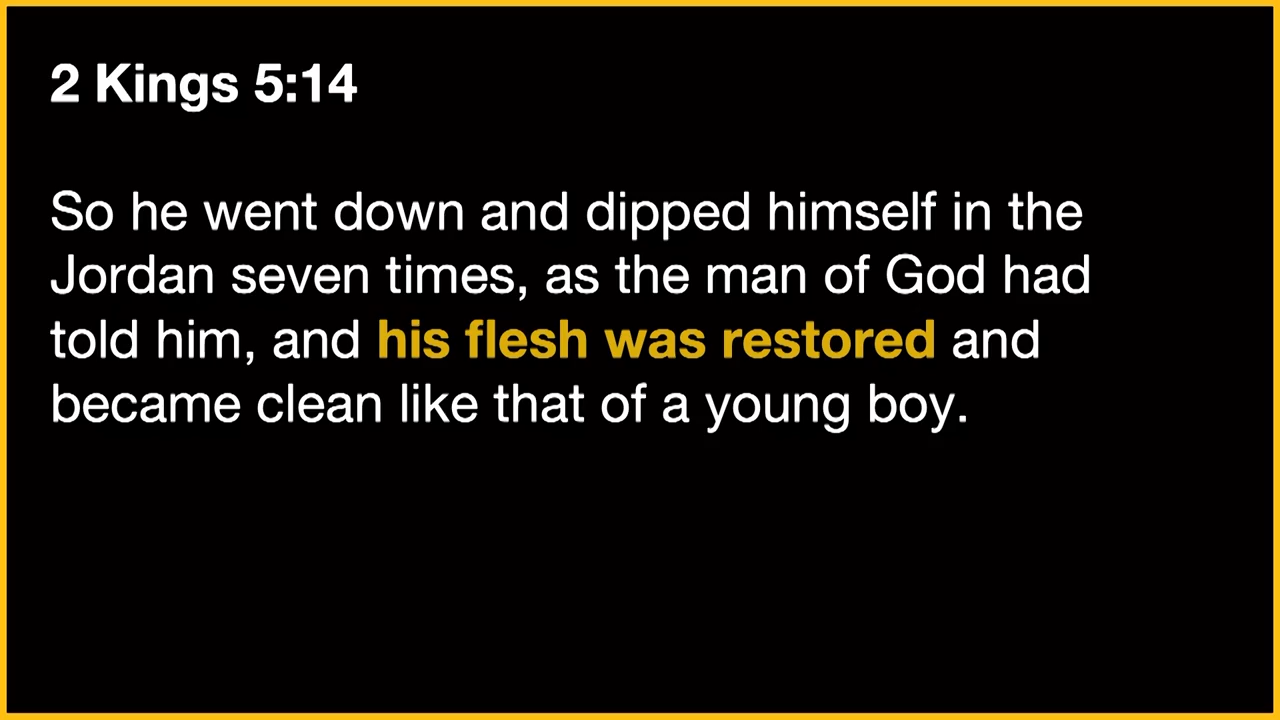 2 Kings 5:14
So he went down and dipped himself in the
Jordan seven times, as the man of God had
told him, and his flesh was restored and
became clean like that of a young boy.